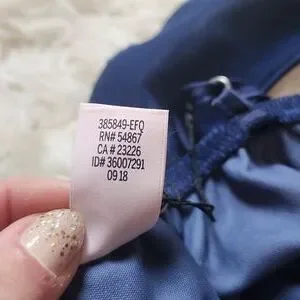 385849-EFQ
RN# 54867
CA # 23226
ID# 36007291
09 18